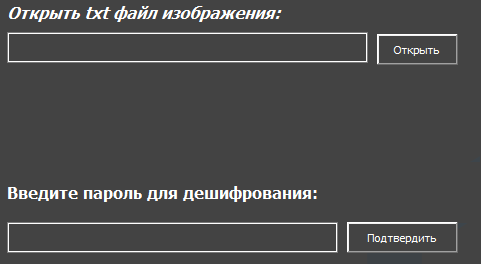 Открыть txt файл изображения:
Открыть
Введите пароль для дешифрования:
Подтвердить